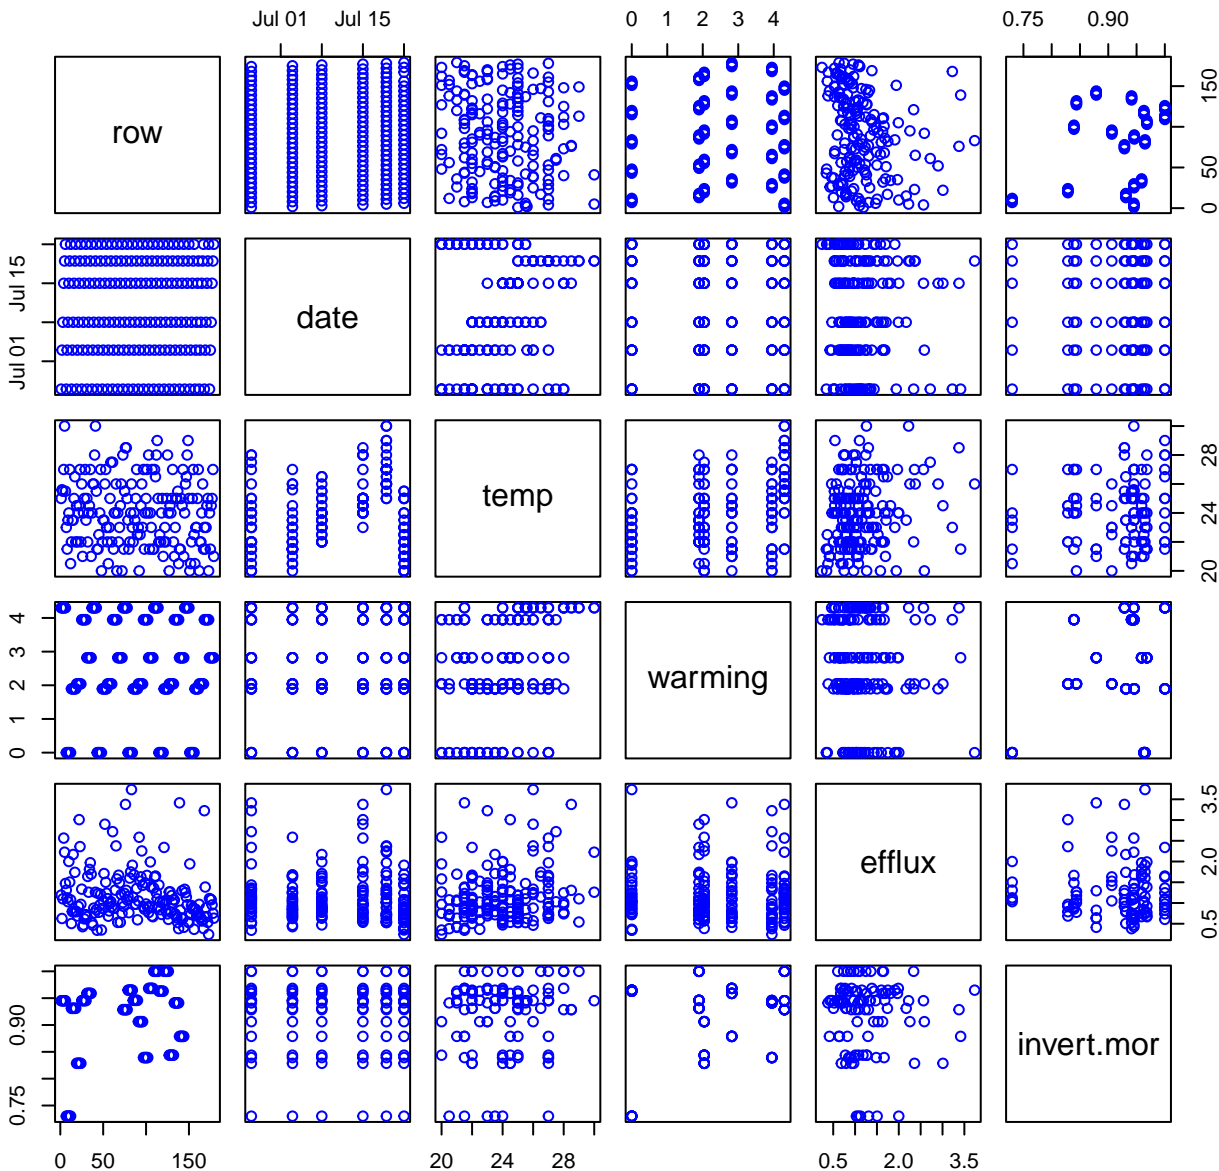 Jul 01 Jul 15 0 1 2 3 4 0.75 0.90
row 0 50 150
Jul 01 Jul 15 date
temp 20 24 28
0 1 2 3 4 warming
efflux 0.5 2.0 3.5
0.75 0.90 invert.mor
0 50 150 20 24 28 0.5 2.0 3.5